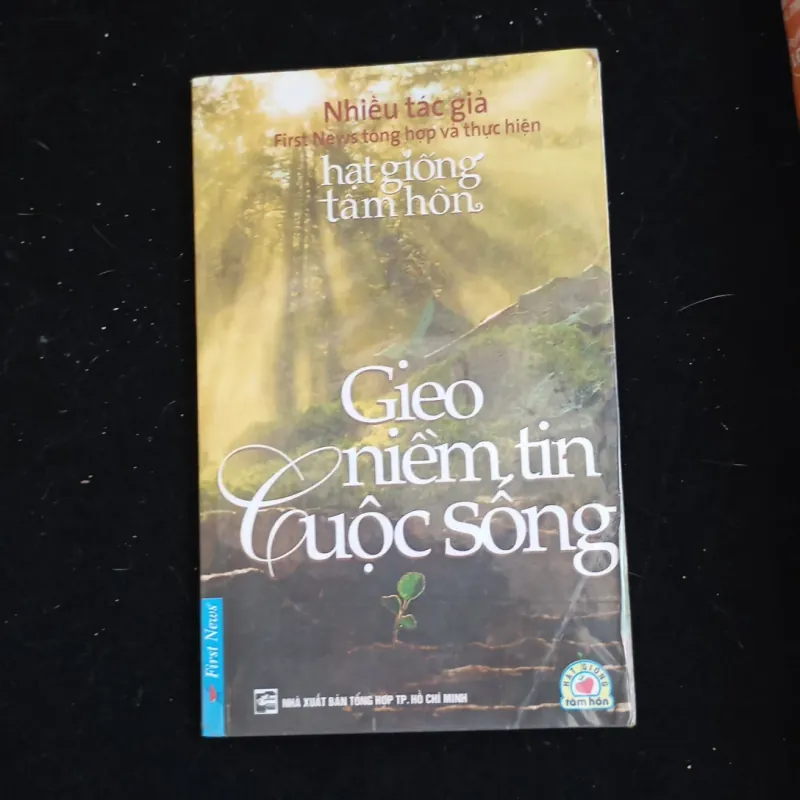 Nhiều tác giả
First News tổng hợp và thực hiện
hạt giống
tâm hồn
Gieo
niềm tin
Cuộc sống
First News
NHÀ XUẤT BẢN TỔNG HỢP TP. HỒ CHÍ MINH
HẠT GIỐNG
tâm hồn